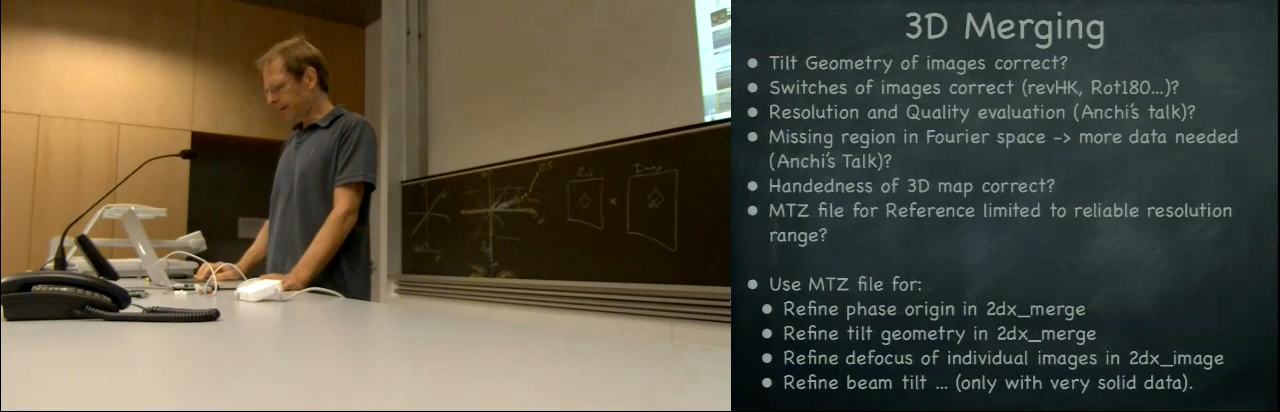 3D Merging
Tilt Geometry of images correct?
Switches of images correct (revHK, Rot180...)?
Resolution and Quality evaluation (Anchi's talk)?
Missing region in Fourier space -> more data needed
(Anchi's Talk)?
Handedness of 3D map correct?
MTZ file for Reference limited to reliable resolution
range?
Use MTZ file for:
Refine phase origin in 2dx_merge
Refine tilt geometry in 2dx_merge
Refine defocus of individual images in 2dx_image
Refine beam tilt ... (only with very solid data).